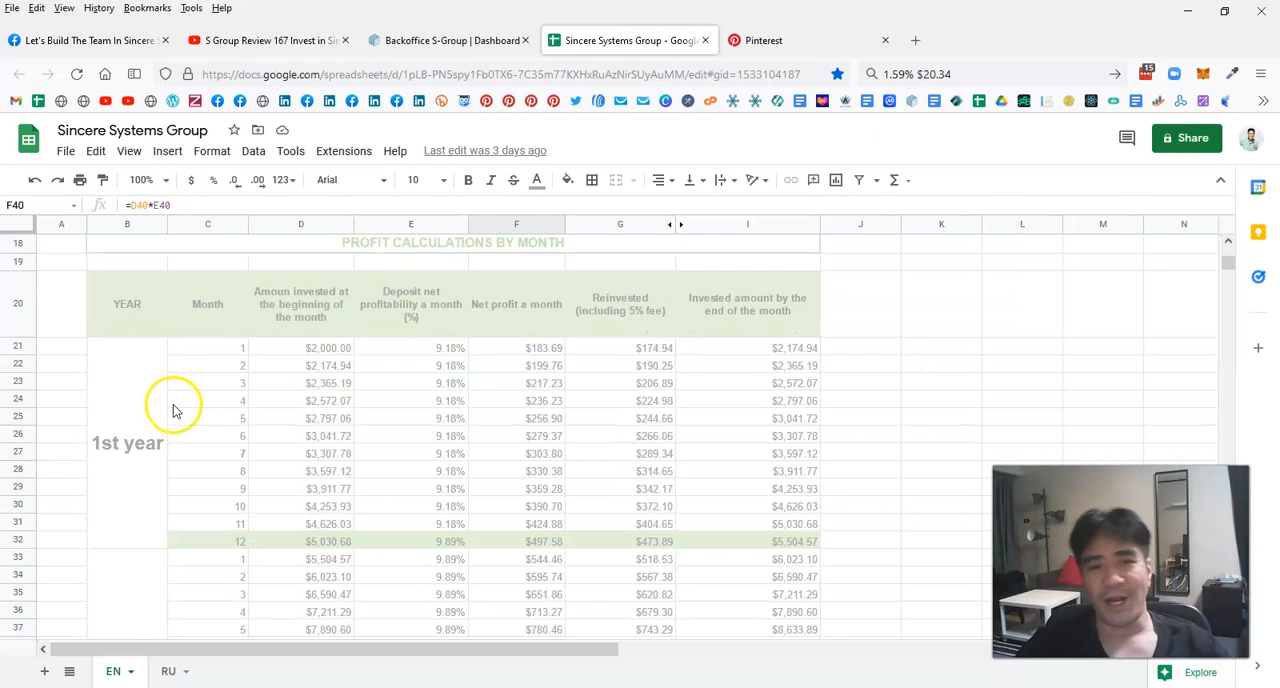 File Edit View History Bookmarks Tools Help
Let's Build The Team In Sincere S
S Group Review 167 Invest in Sin
Backoffice S-Group | Dashboard
Sincere Systems Group - Google
Pinterest
https://docs.google.com/spreadsheets/d/1pLB-PN5spy1Fb0TX6-7C35m77KXHxRuAzNirSUyAuMM/edit#gid=1533104187
1.59% $20.34
15
Sincere Systems Group
File Edit View Insert Format Data Tools Extensions Help Last edit was 3 days ago
Share
100% $ % .0 .00 123 Arial 10 B I S A
F40 fx =D40*E40
A B C D E F G I J K L M N
18 PROFIT CALCULATIONS BY MONTH
19
20 YEAR Month Amoun invested at the beginning of the month Deposit net profitability a month (%) Net profit a month Reinvested (including 5% fee) Invested amount by the end of the month
21 1 $2,000.00 9.18% $183.69 $174.94 $2,174.94
22 2 $2,174.94 9.18% $199.76 $190.25 $2,365.19
23 3 $2,365.19 9.18% $217.23 $206.89 $2,572.07
24 4 $2,572.07 9.18% $236.23 $224.98 $2,797.06
25 5 $2,797.06 9.18% $256.90 $244.66 $3,041.72
26 1st year 6 $3,041.72 9.18% $279.37 $266.06 $3,307.78
27 7 $3,307.78 9.18% $303.80 $289.34 $3,597.12
28 8 $3,597.12 9.18% $330.38 $314.65 $3,911.77
29 9 $3,911.77 9.18% $359.28 $342.17 $4,253.93
30 10 $4,253.93 9.18% $390.70 $372.10 $4,626.03
31 11 $4,626.03 9.18% $424.88 $404.65 $5,030.68
32 12 $5,030.68 9.89% $497.58 $473.89 $5,504.57
33 1 $5,504.57 9.89% $544.46 $518.53 $6,023.10
34 2 $6,023.10 9.89% $595.74 $567.38 $6,590.47
35 3 $6,590.47 9.89% $651.86 $620.82 $7,211.29
36 4 $7,211.29 9.89% $713.27 $679.30 $7,890.60
37 5 $7,890.60 9.89% $780.46 $743.29 $8,633.89
EN RU
Explore